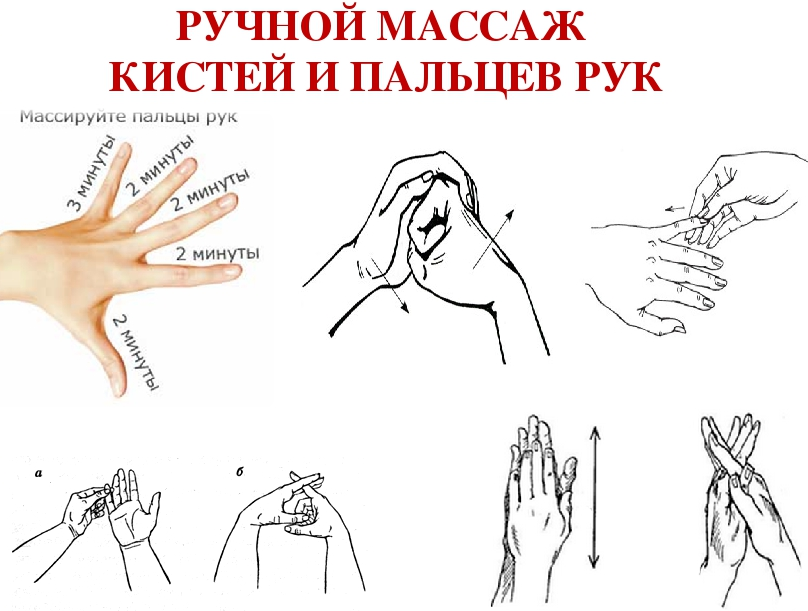 РУЧНОЙ МАССАЖ
КИСТЕЙ И ПАЛЬЦЕВ РУК
Массируйте пальцы рук
3 минуты
2 минуты
2 минуты
2 минуты
2 минуты
а
б